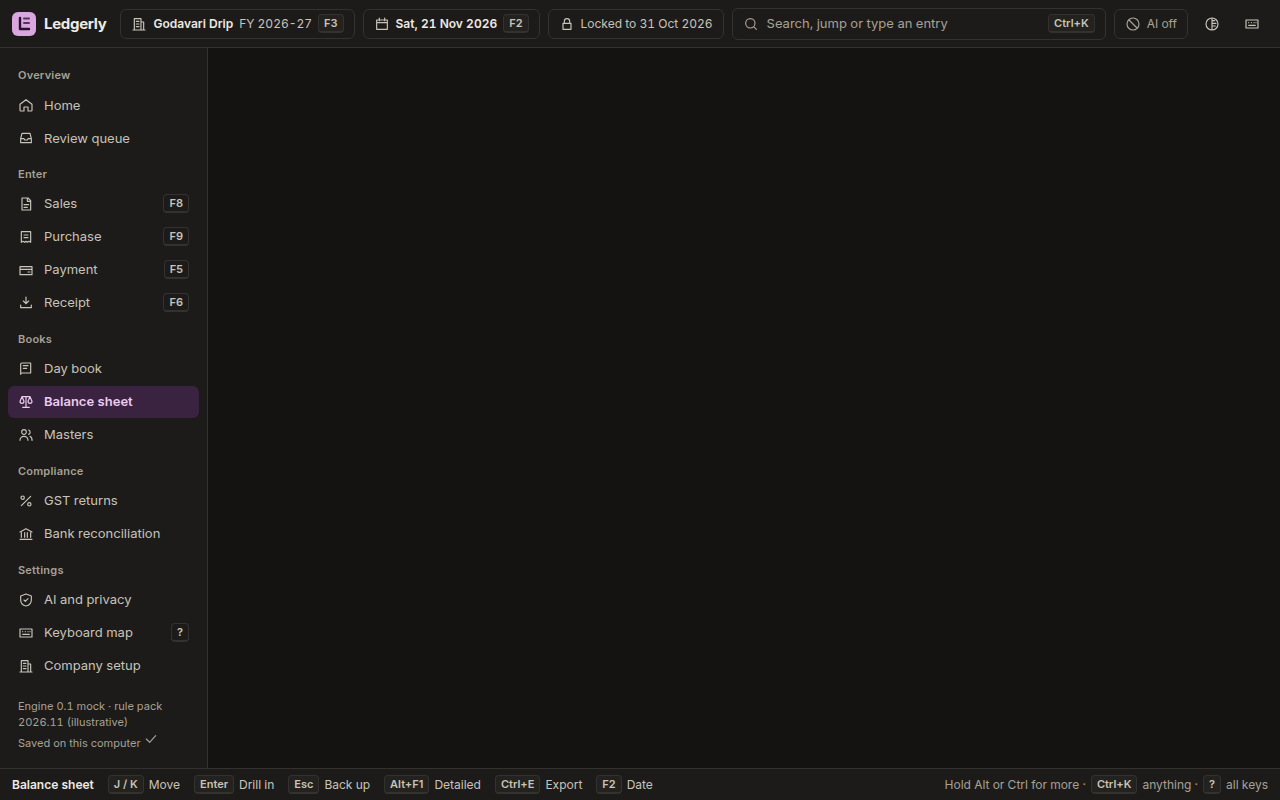 Ledgerly
Godavari Drip FY 2026-27 F3
Sat, 21 Nov 2026 F2
Locked to 31 Oct 2026
Search, jump or type an entry Ctrl+K
AI off
Overview
Home
Review queue
Enter
Sales F8
Purchase F9
Payment F5
Receipt F6
Books
Day book
Balance sheet
Masters
Compliance
GST returns
Bank reconciliation
Settings
AI and privacy
Keyboard map ?
Company setup
Engine 0.1 mock · rule pack
2026.11 (illustrative)
Saved on this computer
Balance sheet J / K Move Enter Drill in Esc Back up Alt+F1 Detailed Ctrl+E Export F2 Date Hold Alt or Ctrl for more · Ctrl+K anything · ? all keys